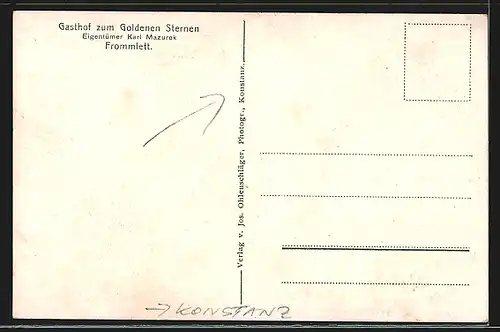 Gasthof zum Goldenen Sternen
Eigentümer Karl Mazurek
Frommlett.
Verlag v. Jos. Ohlenschläger, Photogr., Konstanz.
→ KONSTANZ